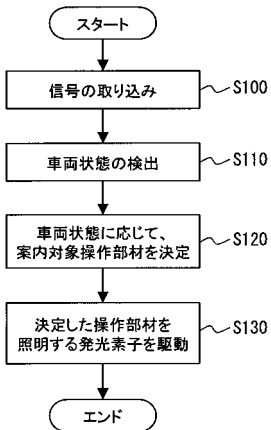 スタート
信号の取り込み
S100
車両状態の検出
S110
車両状態に応じて、
案内対象操作部材を決定
S120
決定した操作部材を
照明する発光素子を駆動
S130
エンド